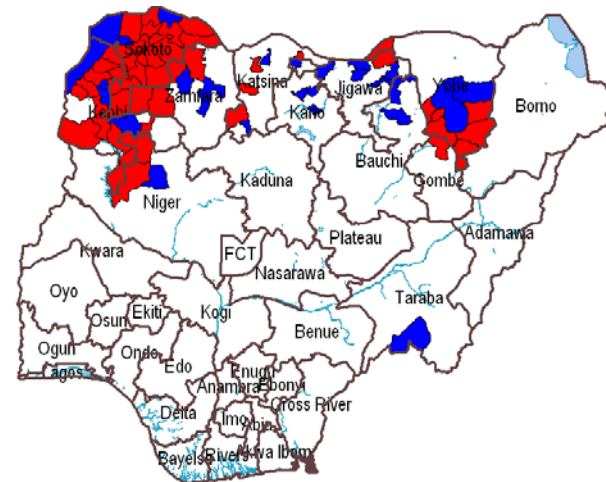 Sokoto
Katsina
Jigawa
Yobe
Zamfara
Kebbi
Kano
Borno
Bauchi
Gombe
Kaduna
Niger
Adamawa
Plateau
Kwara
FCT
Nasarawa
Taraba
Oyo
Kogi
Ekiti
Osun
Benue
Ogun
Ondo
Edo
Enugu
Lagos
Anambra
Ebonyi
Cross River
Delta
Imo
Abia
Bayelsa
Rivers
Akwa Ibom